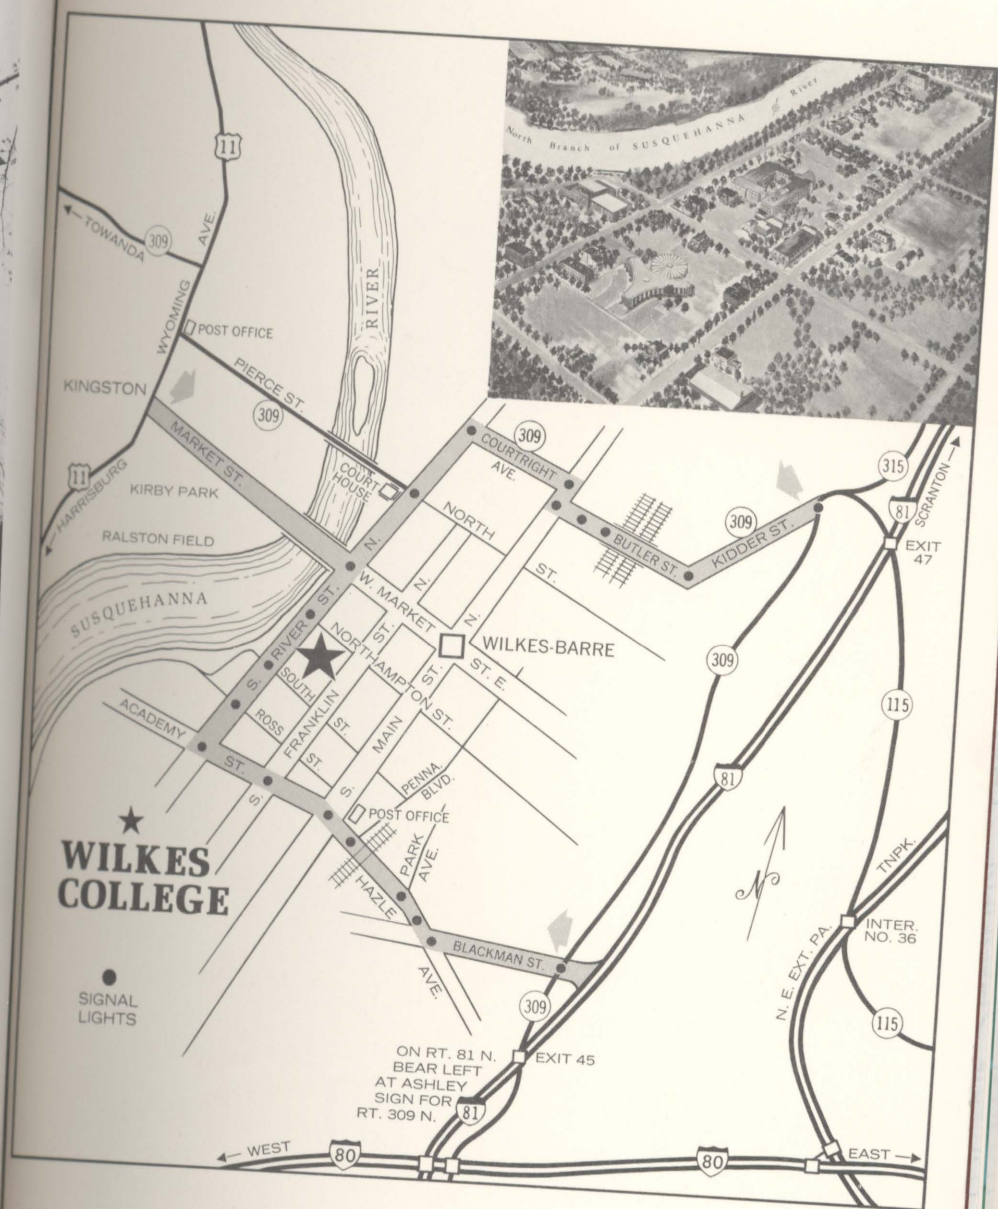 North Branch of SUSQUEHANNA River
11
TOWANDA
309
WYOMING AVE.
RIVER
POST OFFICE
KINGSTON
PIERCE ST.
309
MARKET ST.
11
HARRISBURG
KIRBY PARK
COURT HOUSE
RALSTON FIELD
309
COURTRIGHT AVE.
315
81
SCRANTON
NORTH ST.
BUTLER ST.
309
KIDDER ST.
EXIT 47
SUSQUEHANNA
N.
S. RIVER ST.
W. MARKET ST. E.
N.
N.
WILKES-BARRE
NORTHAMPTON ST.
SOUTH ST.
ROSS ST.
S. FRANKLIN ST.
S. MAIN ST.
309
115
81
ACADEMY ST.
PENNA. BLVD.
POST OFFICE
PARK AVE.
HAZLE AVE.
BLACKMAN ST.
WILKES
COLLEGE
N
TNPK.
INTER.
NO. 36
N. E. EXT. PA.
SIGNAL
LIGHTS
309
115
ON RT. 81 N.
BEAR LEFT
AT ASHLEY
SIGN FOR
RT. 309 N.
EXIT 45
81
WEST
80
80
EAST